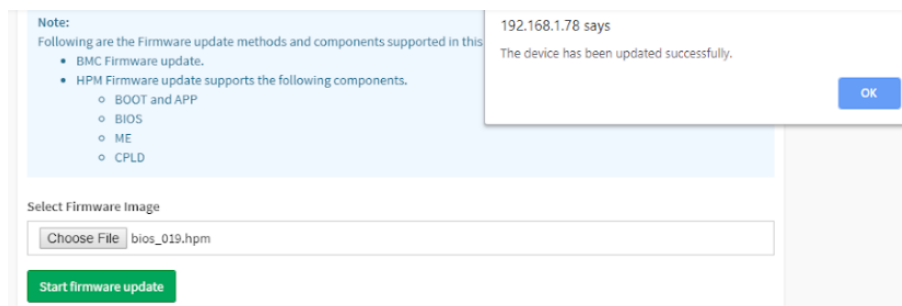 Note:
Following are the Firmware update methods and components supported in this
BMC Firmware update.
HPM Firmware update supports the following components.
BOOT and APP
BIOS
ME
CPLD
192.168.1.78 says
The device has been updated successfully.
OK
Select Firmware Image
Choose File bios_019.hpm
Start firmware update